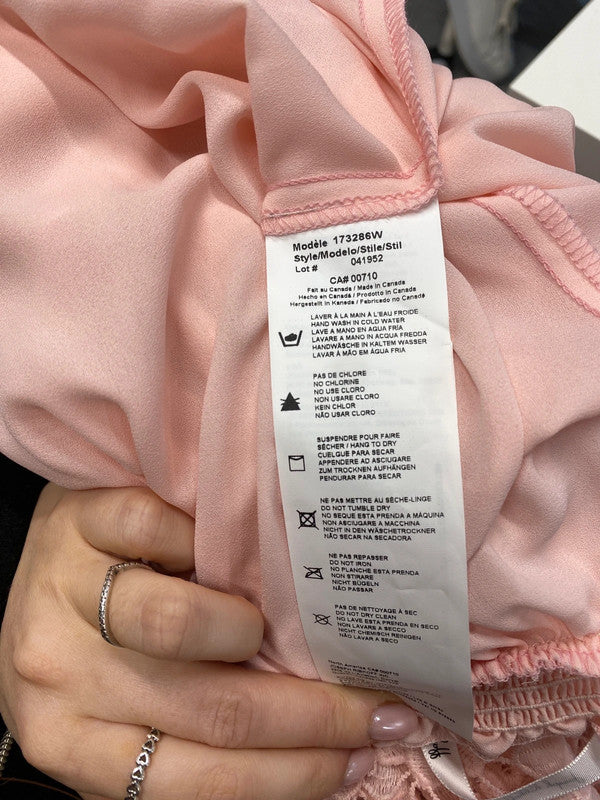 Modèle 173286W
Style/Modelo/Stile/Stil
Lot # 041952
CA# 00710
Fait au Canada / Made in Canada
Hecho en Canadá / Prodotto in Canada
Hergestellt in Kanada / Fabricado no Canadá
LAVER À LA MAIN À L'EAU FROIDE
HAND WASH IN COLD WATER
LAVE A MANO EN AGUA FRIA
LAVARE A MANO IN ACQUA FREDDA
HANDWÄSCHE IN KALTEM WASSER
LAVAR À MÃO EM ÁGUA FRIA
PAS DE CHLORE
NO CHLORINE
NO USE CLORO
NON USARE CLORO
KEIN CHLOR
NÃO USAR CLORO
SUSPENDRE POUR FAIRE
SÉCHER / HANG TO DRY
CUELGUE PARA SECAR
APPENDERE AD ASCIUGARE
ZUM TROCKNEN AUFHÄNGEN
PENDURAR PARA SECAR
NE PAS METTRE AU SÈCHE-LINGE
DO NOT TUMBLE DRY
NO SEQUE ESTA PRENDA A MÁQUINA
NON ASCIUGARE A MACCHINA
NICHT IN DEN WÄSCHETROCKNER
NÃO SECAR NA SECADORA
NE PAS REPASSER
DO NOT IRON
NO PLANCHE ESTA PRENDA
NON STIRARE
NICHT BÜGELN
NÃO PASSAR
PAS DE NETTOYAGE À SEC
DO NOT DRY CLEAN
NO LAVE ESTA PRENDA EN SECO
NON LAVARE A SECCO
NICHT CHEMISCH REINIGEN
NÃO LAVAR A SECO
North America CA#00710